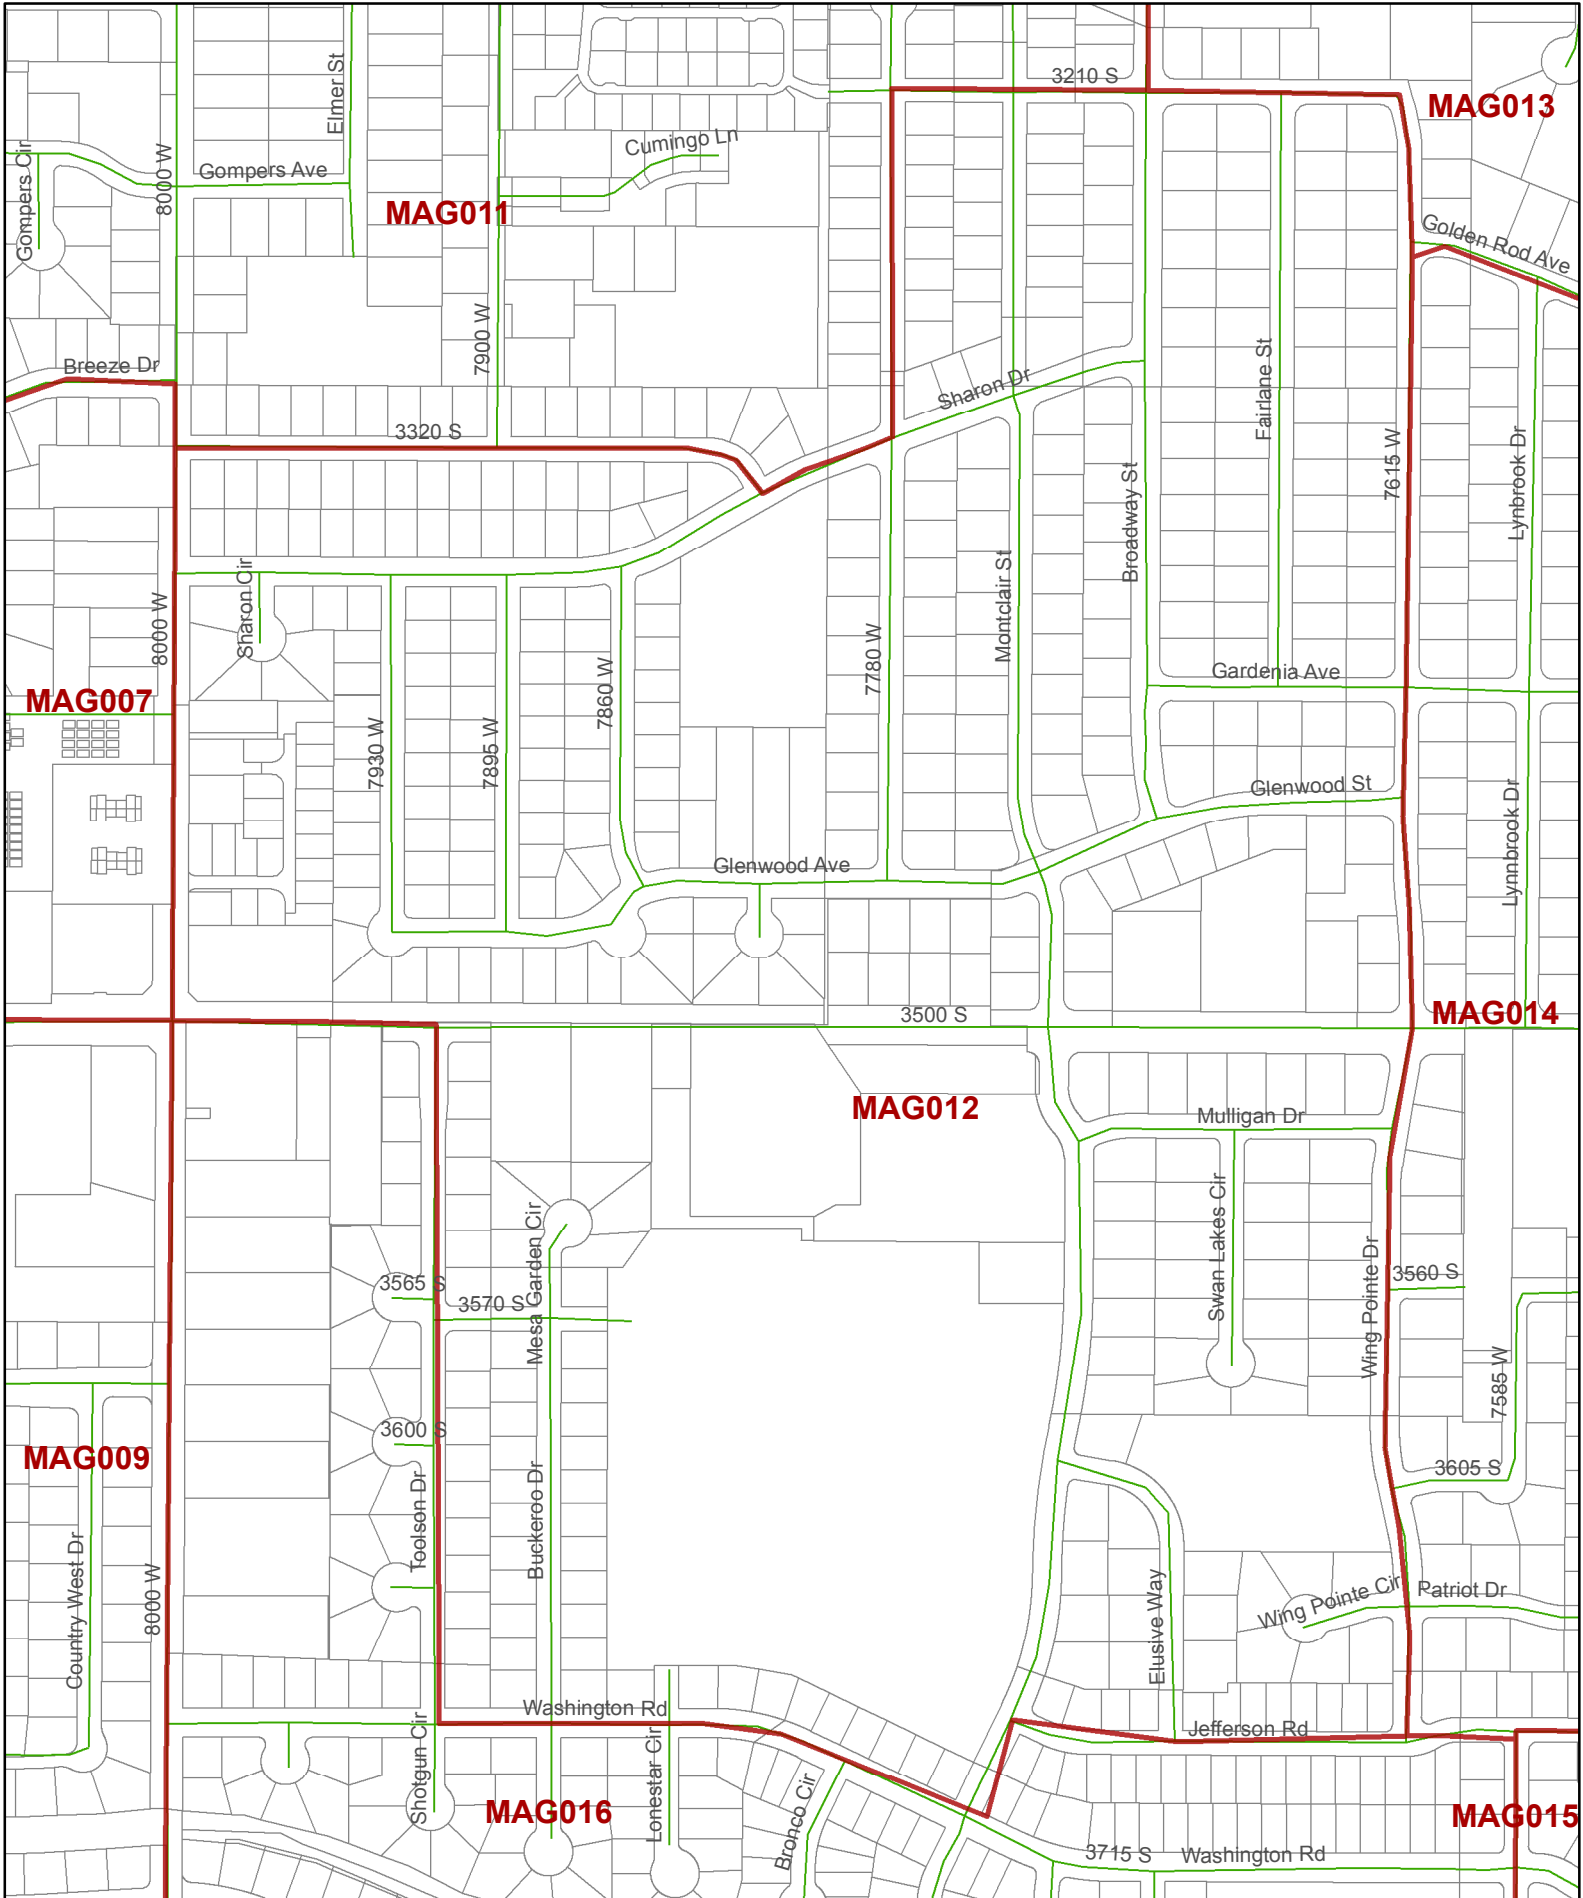 3210 S
MAG013
Elmer St
Cumingo Ln
Gompers Cir
8000 W
Gompers Ave
MAG011
Golden Rod Ave
7900 W
Breeze Dr
Sharon Dr
Fairlane St
3320 S
7615 W
Lynbrook Dr
Broadway St
Sharon Cir
8000 W
Montclair St
7780 W
7860 W
Gardenia Ave
MAG007
7930 W
7895 W
Glenwood St
Lynnbrook Dr
Glenwood Ave
3500 S
MAG014
MAG012
Mulligan Dr
Mesa Garden Cir
Swan Lakes Cir
Wing Pointe Dr
3565 S
3560 S
3570 S
7585 W
3600 S
MAG009
3605 S
Toolson Dr
Buckeroo Dr
Country West Dr
8000 W
Elusive Way
Wing Pointe Cir
Patriot Dr
Washington Rd
Jefferson Rd
Shotgun Cir
Lonestar Cir
MAG016
Bronco Cir
MAG015
3715 S
Washington Rd